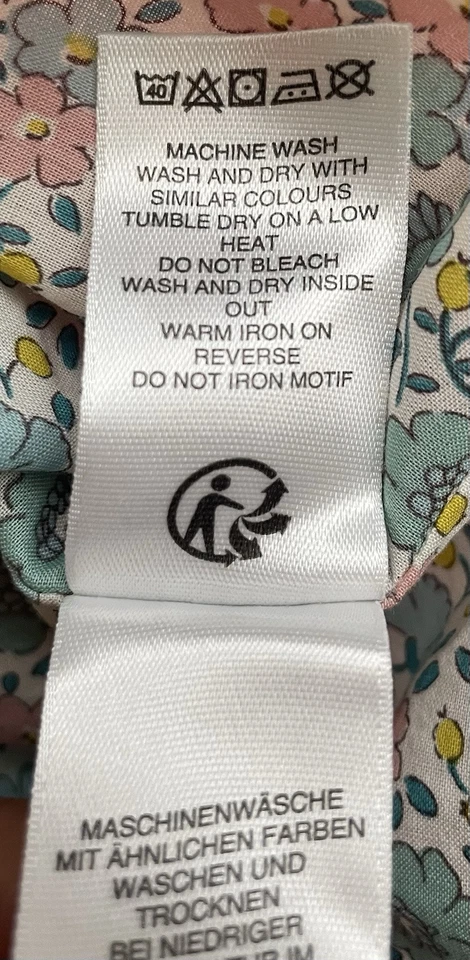 40
MACHINE WASH
WASH AND DRY WITH
SIMILAR COLOURS
TUMBLE DRY ON A LOW
HEAT
DO NOT BLEACH
WASH AND DRY INSIDE
OUT
WARM IRON ON
REVERSE
DO NOT IRON MOTIF
MASCHINENWÄSCHE
MIT ÄHNLICHEN FARBEN
WASCHEN UND
TROCKNEN
BEI NIEDRIGER
IM